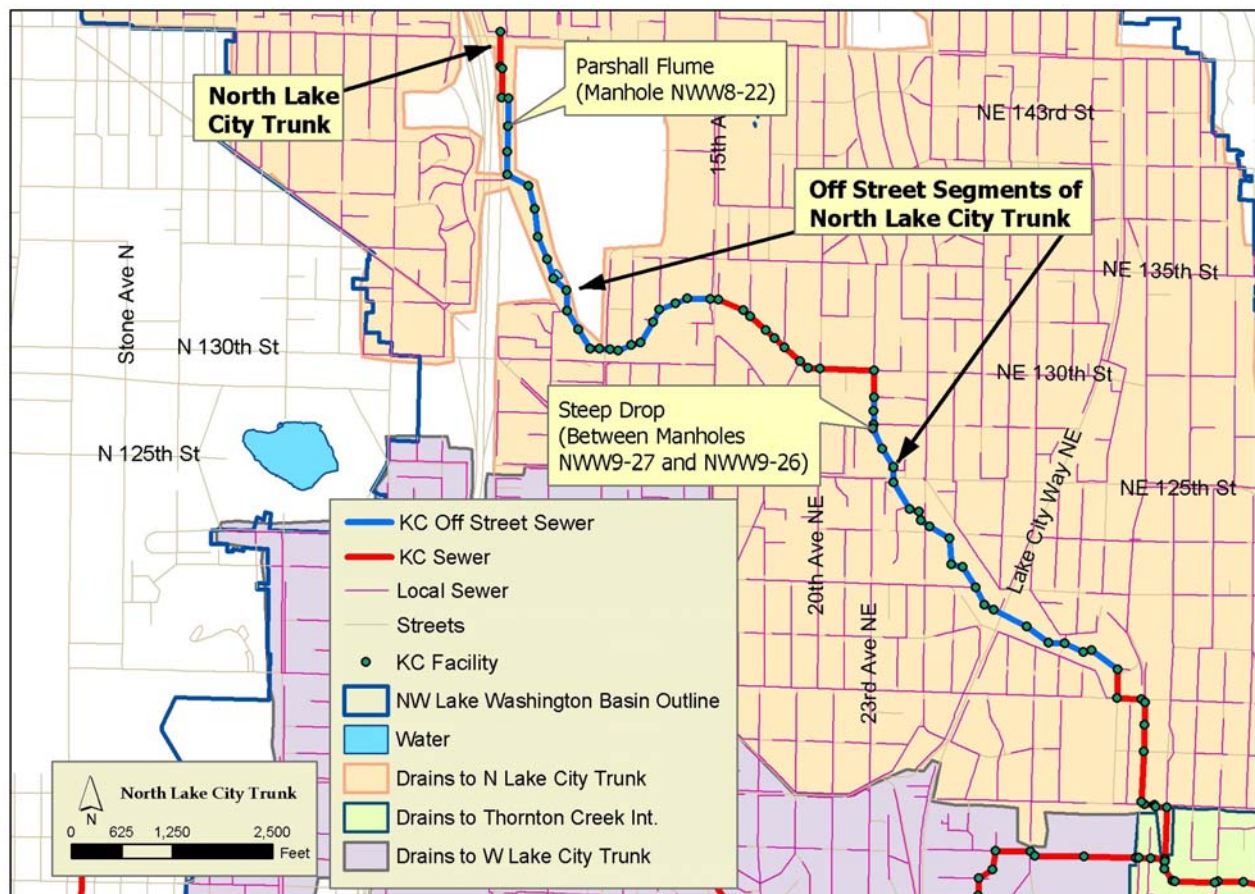 North Lake
City Trunk
Parshall Flume
(Manhole NWW8-22)
15th A
NE 143rd St
Off Street Segments of
North Lake City Trunk
NE 135th St
Stone Ave N
N 130th St
NE 130th St
Steep Drop
(Between Manholes
NWW9-27 and NWW9-26)
N 125th St
NE 125th St
Lake City Way NE
20th Ave NE
23rd Ave NE
KC Off Street Sewer
KC Sewer
Local Sewer
Streets
KC Facility
NW Lake Washington Basin Outline
Water
Drains to N Lake City Trunk
Drains to Thornton Creek Int.
Drains to W Lake City Trunk
North Lake City Trunk
N
0 625 1,250 2,500
Feet